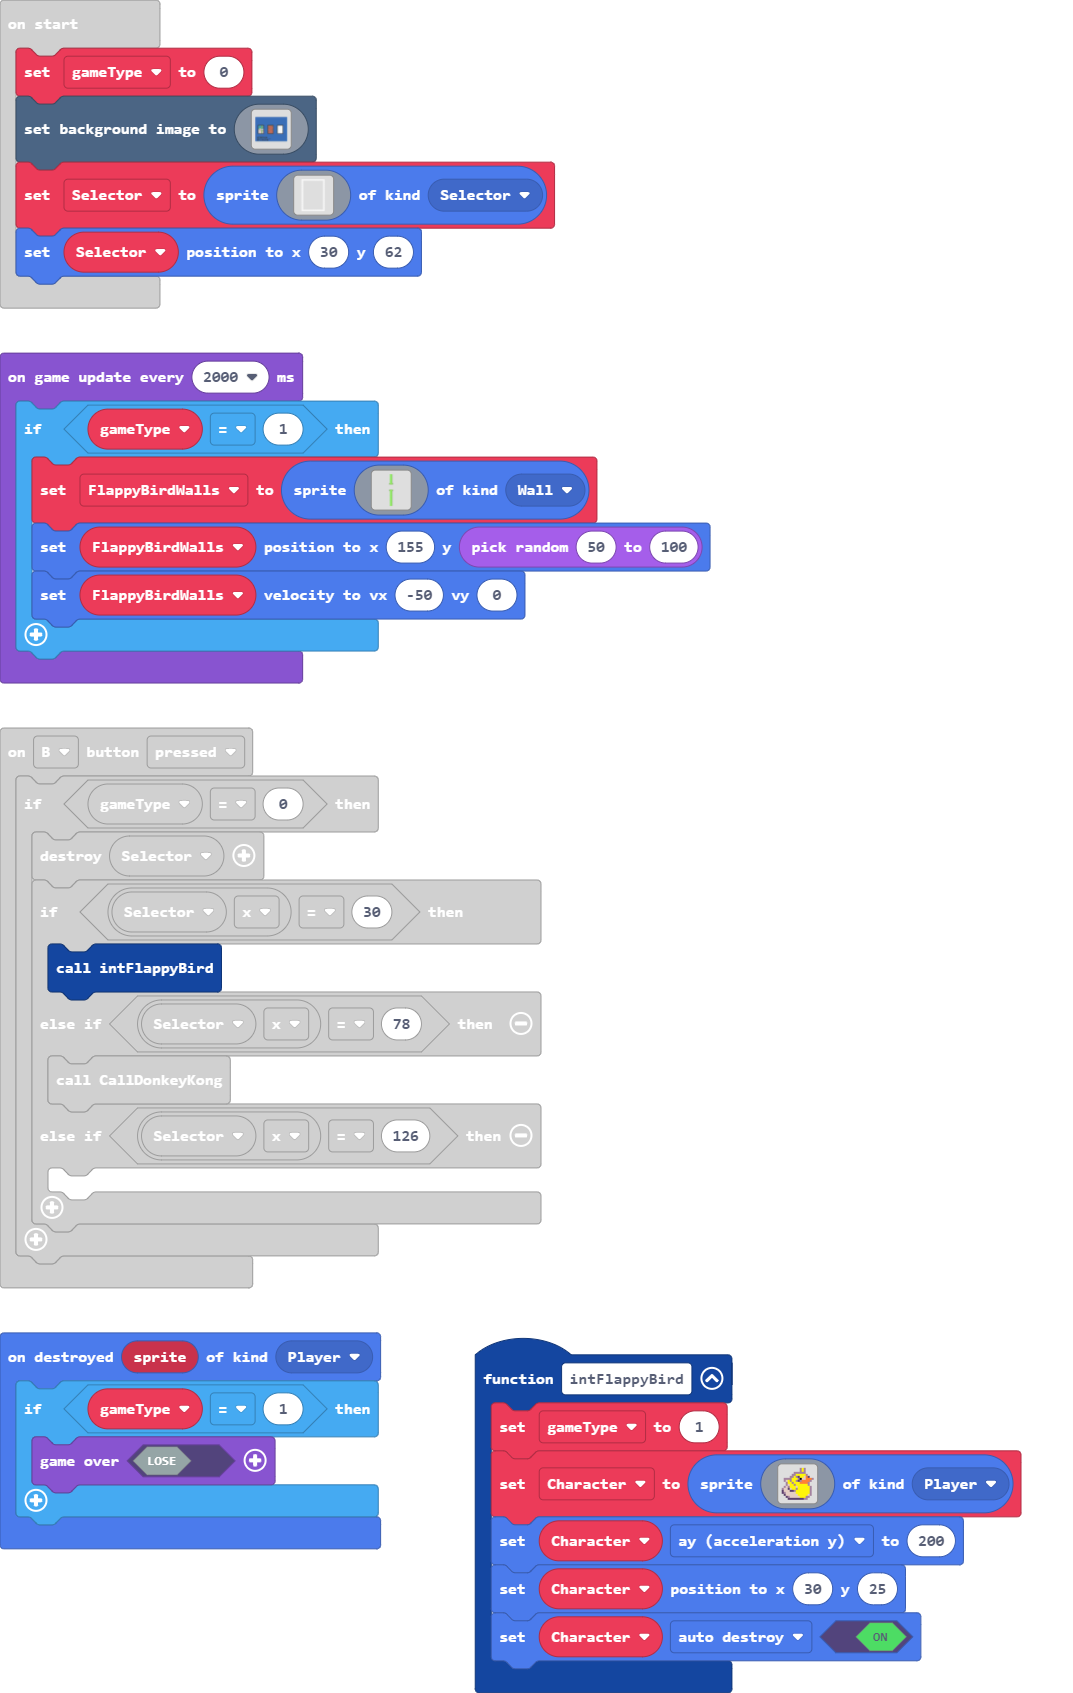 on start
set gameType to 0
set background image to
set Selector to sprite of kind Selector
set Selector position to x 30 y 62
on game update every 2000 ms
if gameType = 1 then
set FlappyBirdWalls to sprite of kind Wall
set FlappyBirdWalls position to x 155 y pick random 50 to 100
set FlappyBirdWalls velocity to vx -50 vy 0
on B button pressed
if gameType = 0 then
destroy Selector
if Selector x = 30 then
call intFlappyBird
else if Selector x = 78 then
call CallDonkeyKong
else if Selector x = 126 then
on destroyed sprite of kind Player
if gameType = 1 then
game over LOSE
function intFlappyBird
set gameType to 1
set Character to sprite of kind Player
set Character ay (acceleration y) to 200
set Character position to x 30 y 25
set Character auto destroy ON